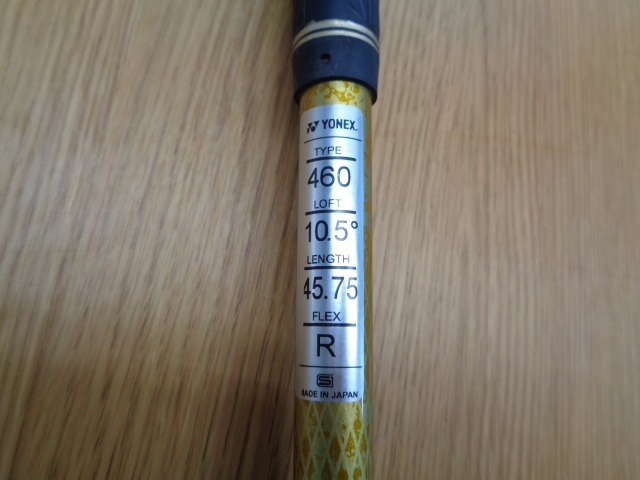 YONEX.
TYPE
460
LOFT
10.5°
LENGTH
45.75
FLEX
R
S
MADE IN JAPAN